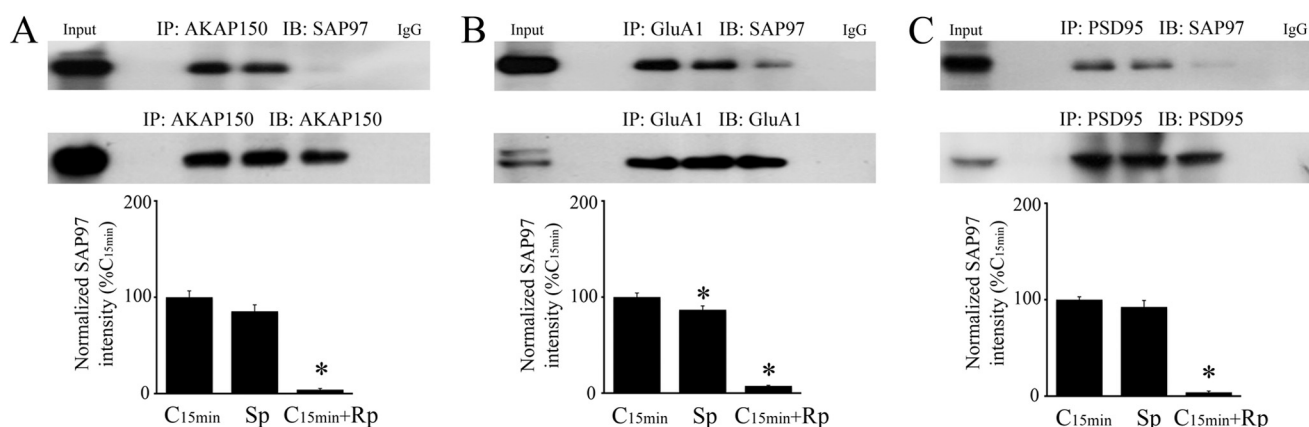 A
Input IP: AKAP150 IB: SAP97 IgG
IP: AKAP150 IB: AKAP150
Normalized SAP97
intensity (%C15min)
200
100
0
*
C15min Sp C15min+Rp
B
Input IP: GluA1 IB: SAP97 IgG
IP: GluA1 IB: GluA1
Normalized SAP97
intensity (%C15min)
200
100
0
*
*
C15min Sp C15min+Rp
C
Input IP: PSD95 IB: SAP97 IgG
IP: PSD95 IB: PSD95
Normalized SAP97
intensity (%C15min)
200
100
0
*
C15min Sp C15min+Rp